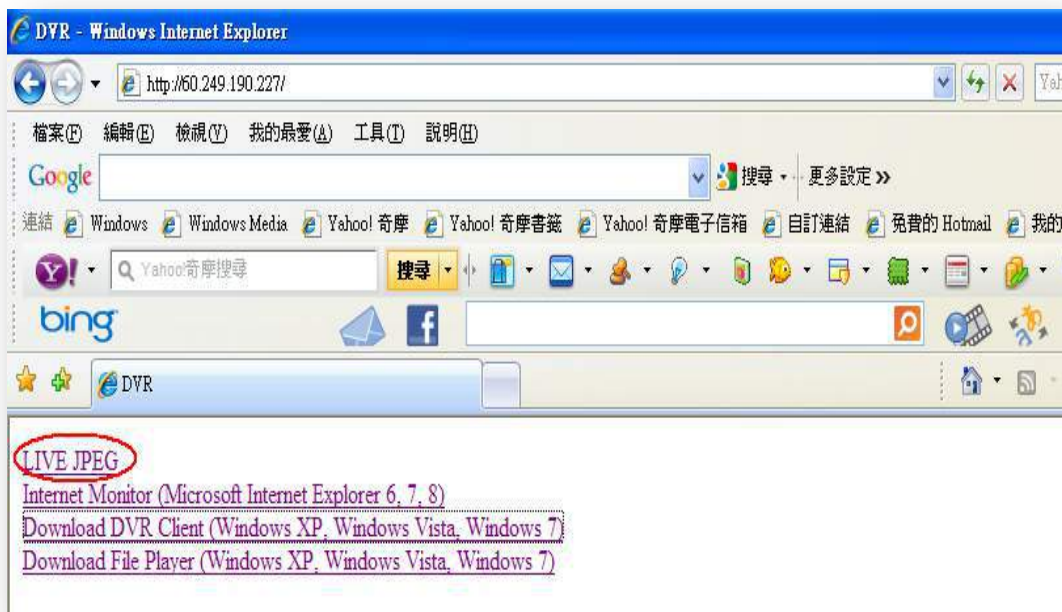 DVR - Windows Internet Explorer
http://60.249.190.227/
檔案(F) 編輯(E) 檢視(V) 我的最愛(A) 工具(T) 說明(H)
Google 搜尋 更多設定 »
連結 Windows Windows Media Yahoo! 奇摩 Yahoo! 奇摩書籤 Yahoo! 奇摩電子信箱 自訂連結 免費的 Hotmail 我的
Y! Yahoo!奇摩搜尋 搜尋
bing f
DVR
LIVE JPEG
Internet Monitor (Microsoft Internet Explorer 6, 7, 8)
Download DVR Client (Windows XP, Windows Vista, Windows 7)
Download File Player (Windows XP, Windows Vista, Windows 7)